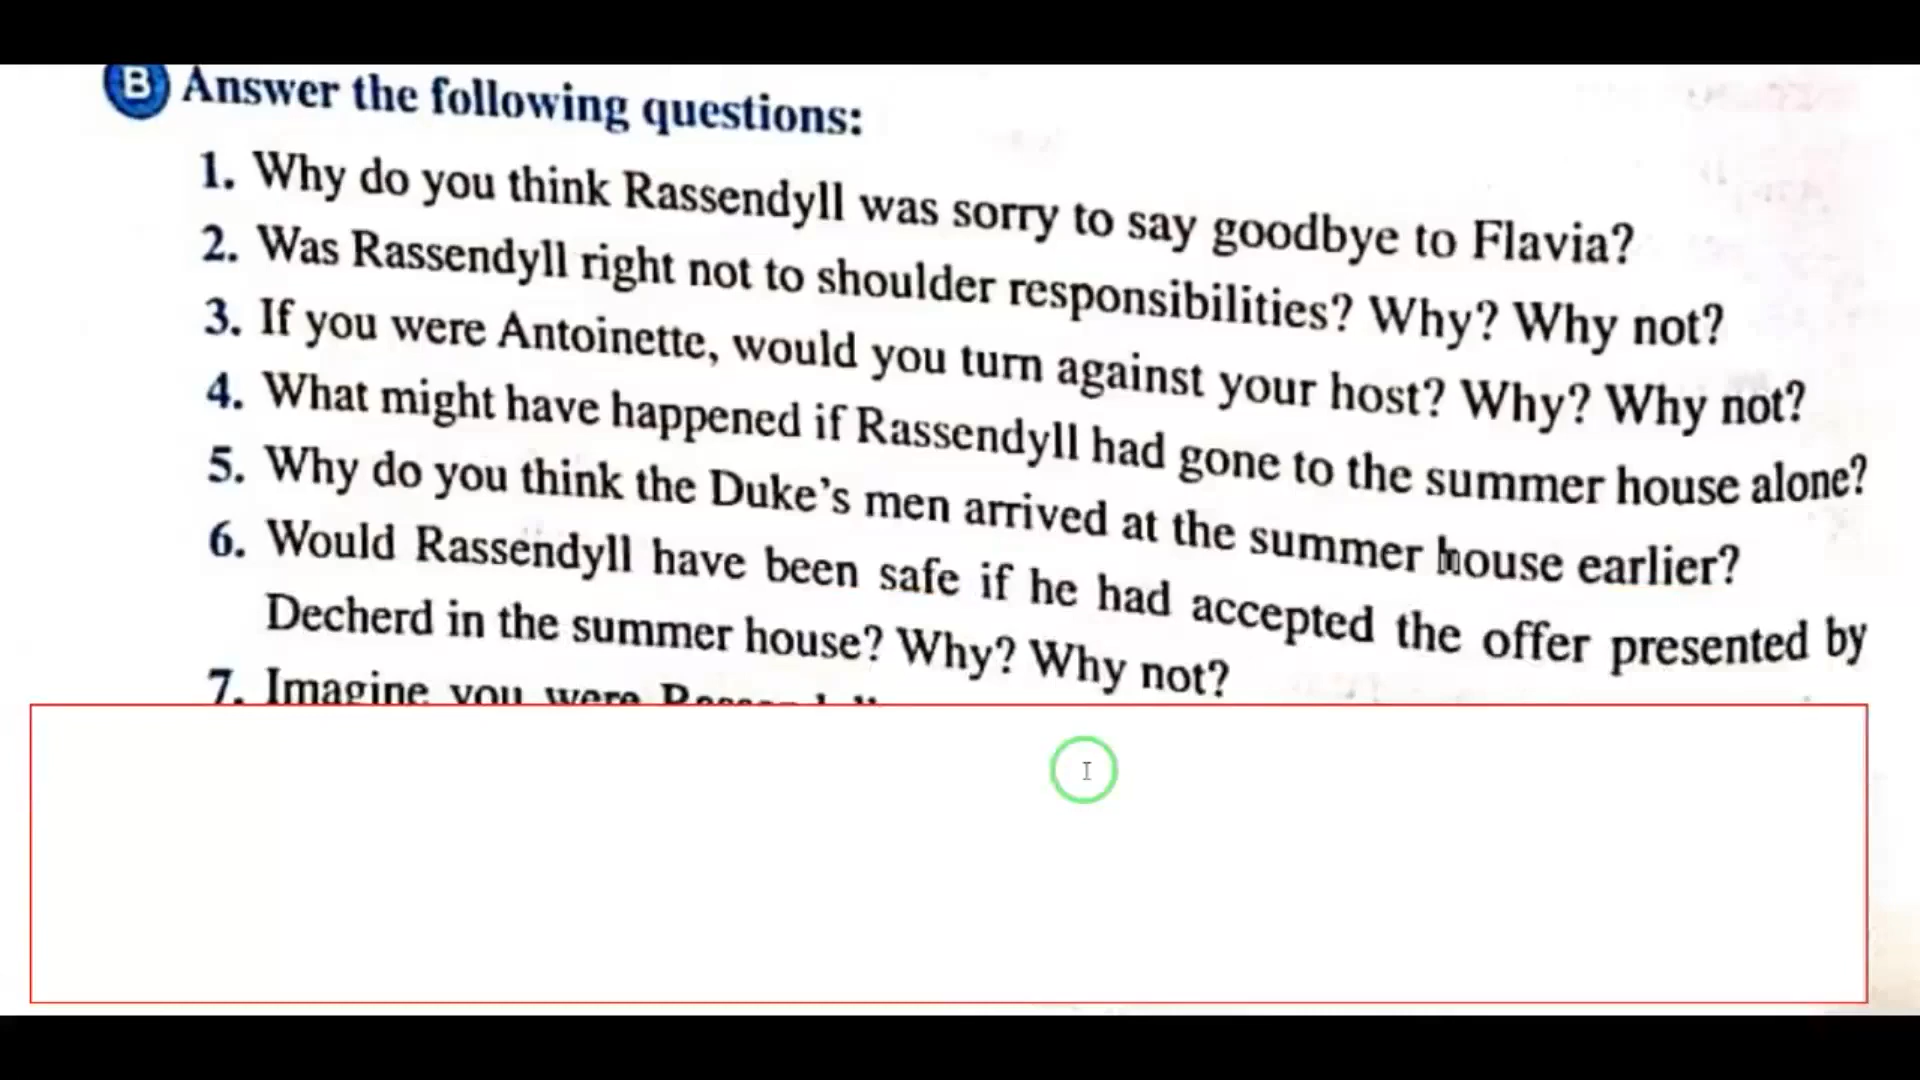 B Answer the following questions:
1. Why do you think Rassendyll was sorry to say goodbye to Flavia?
2. Was Rassendyll right not to shoulder responsibilities? Why? Why not?
3. If you were Antoinette, would you turn against your host? Why? Why not?
4. What might have happened if Rassendyll had gone to the summer house alone?
5. Why do you think the Duke's men arrived at the summer house earlier?
6. Would Rassendyll have been safe if he had accepted the offer presented by
Decherd in the summer house? Why? Why not?
7. Imagine you were Rassendyll